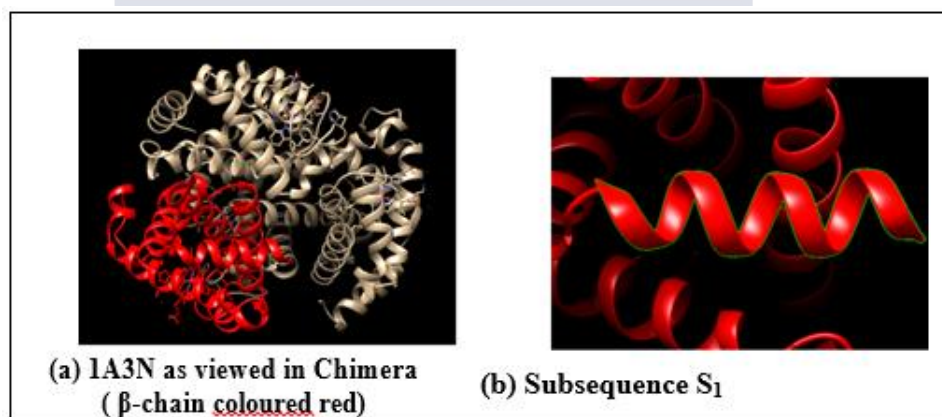 (a) 1A3N as viewed in Chimera
( β-chain coloured red)
(b) Subsequence S₁